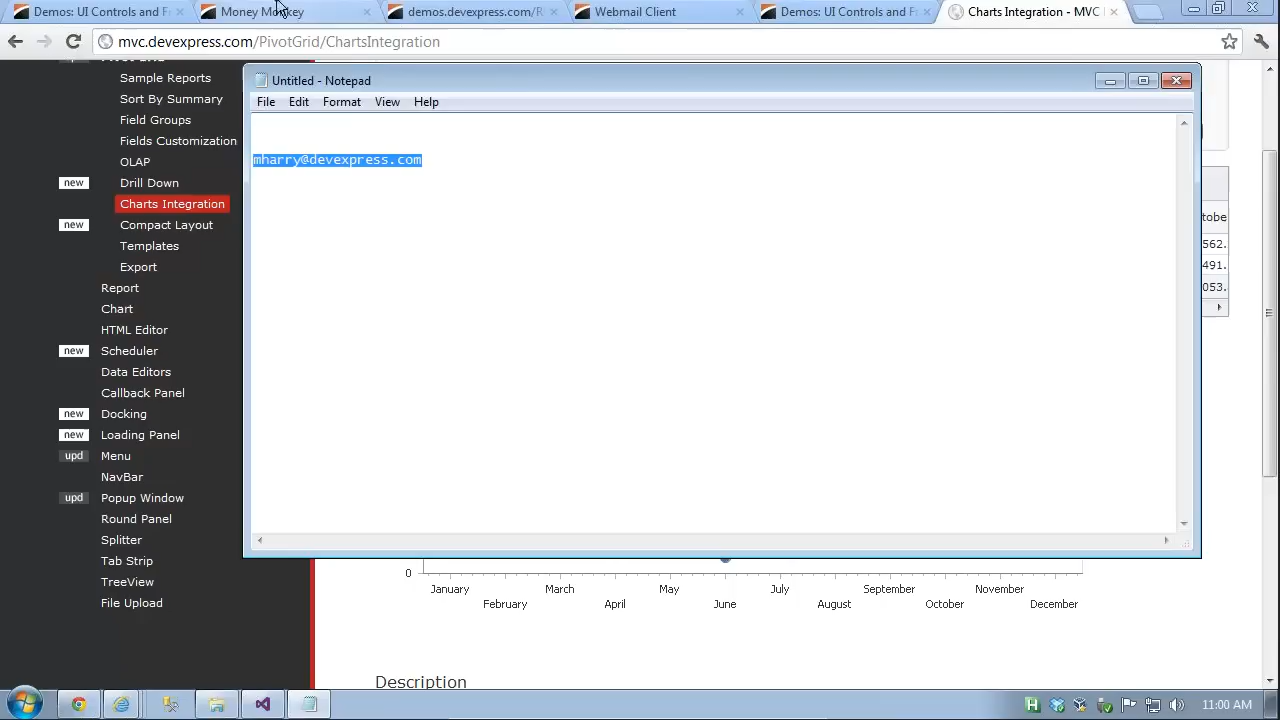 Demos: UI Controls and Fr
Money Monkey
demos.devexpress.com/R
Webmail Client
Demos: UI Controls and Fr
Charts Integration - MVC
mvc.devexpress.com/PivotGrid/ChartsIntegration
Sample Reports
Sort By Summary
Field Groups
Fields Customization
OLAP
new Drill Down
Charts Integration
new Compact Layout
Templates
Export
Report
Chart
HTML Editor
new Scheduler
Data Editors
Callback Panel
new Docking
new Loading Panel
upd Menu
NavBar
upd Popup Window
Round Panel
Splitter
Tab Strip
TreeView
File Upload
Untitled - Notepad
File Edit Format View Help
mharry@devexpress.com
tobe
562.
491.
053.
0
January March May July September November
February April June August October December
Description
11:00 AM